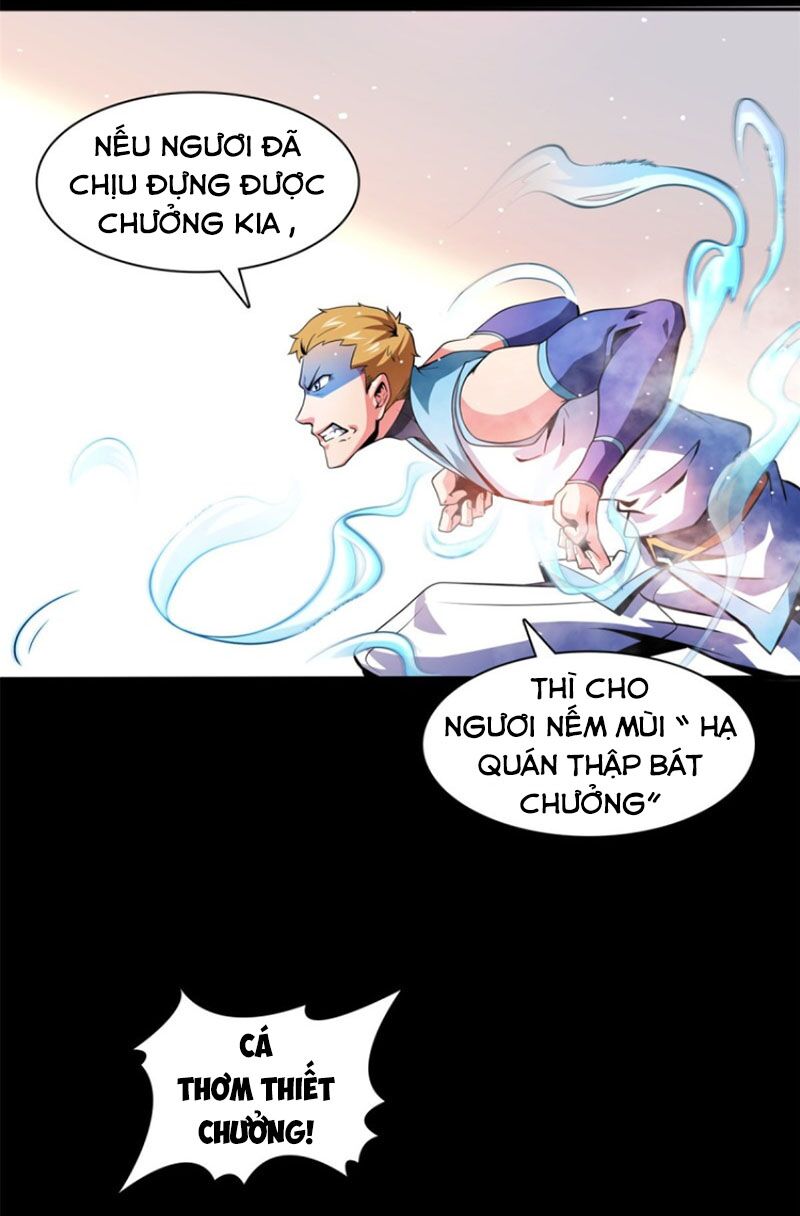 NẾU NGƯƠI ĐÃ
CHỊU ĐỰNG ĐƯỢC
CHƯỞNG KIA ,
THÌ CHO
NGƯƠI NẾM MÙI " HẠ
QUÁN THẬP BÁT
CHƯỞNG"
CÁ
THƠM THIẾT
CHƯỞNG!